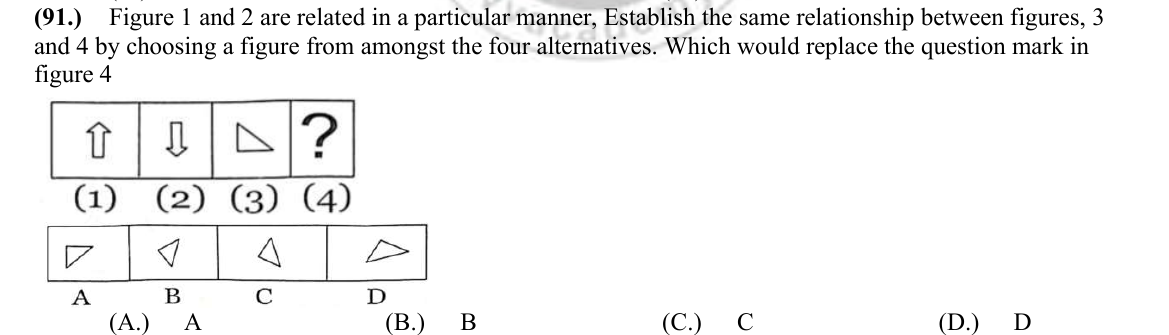 (91.) Figure 1 and 2 are related in a particular manner, Establish the same relationship between figures, 3
and 4 by choosing a figure from amongst the four alternatives. Which would replace the question mark in
figure 4
?
(1) (2) (3) (4)
A B C D
(A.) A (B.) B (C.) C (D.) D